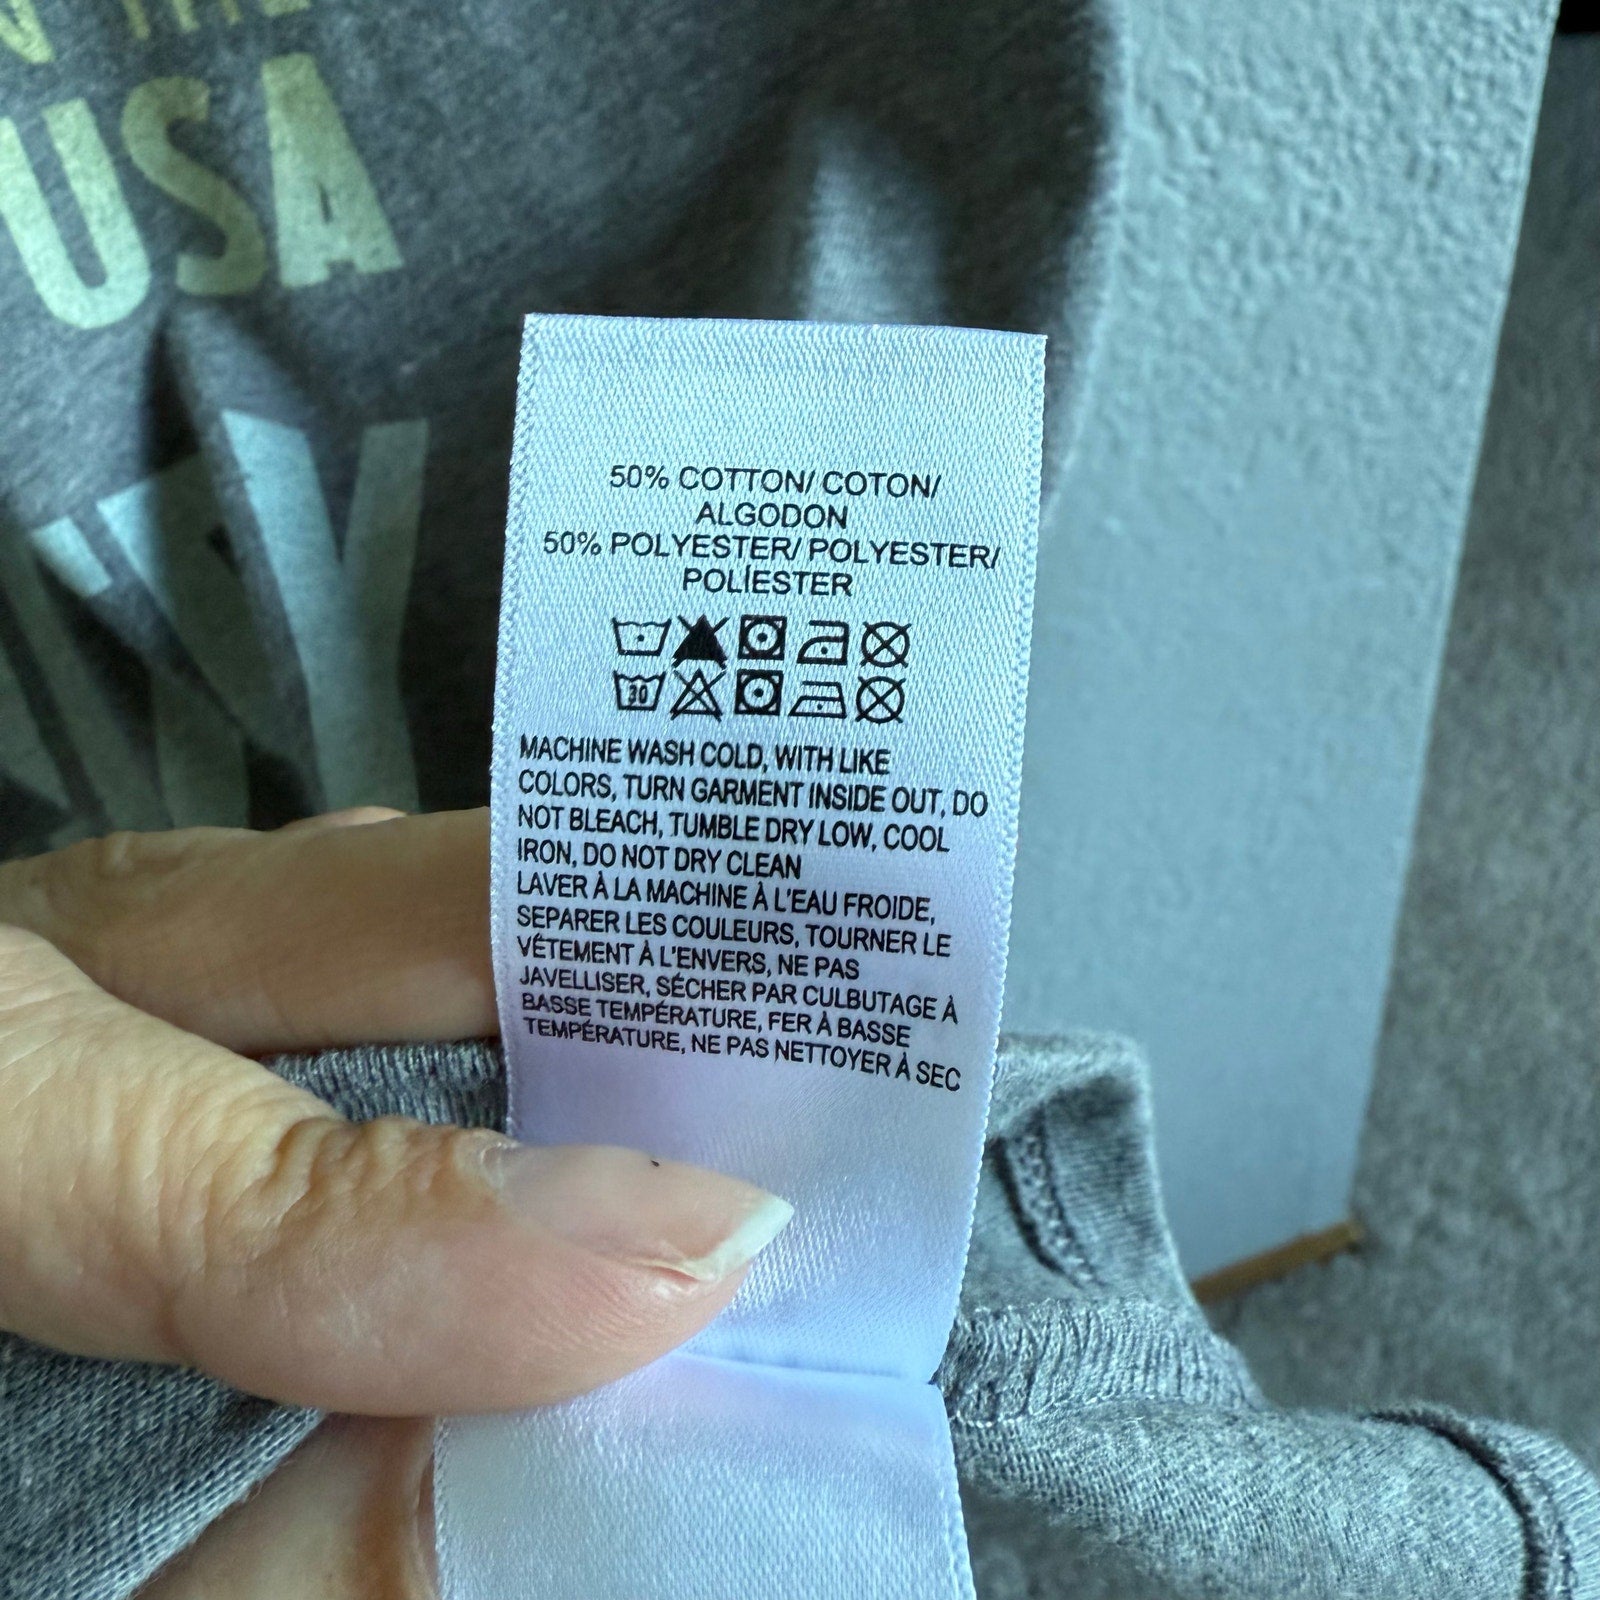 USA
50% COTTON/ COTON/
ALGODON
50% POLYESTER/ POLYESTER/
POLÍESTER
30
MACHINE WASH COLD, WITH LIKE
COLORS, TURN GARMENT INSIDE OUT, DO
NOT BLEACH, TUMBLE DRY LOW, COOL
IRON, DO NOT DRY CLEAN
LAVER À LA MACHINE À L'EAU FROIDE,
SEPARER LES COULEURS, TOURNER LE
VÊTEMENT À L'ENVERS, NE PAS
JAVELLISER, SÉCHER PAR CULBUTAGE À
BASSE TEMPÉRATURE, FER À BASSE
TEMPÉRATURE, NE PAS NETTOYER À SEC